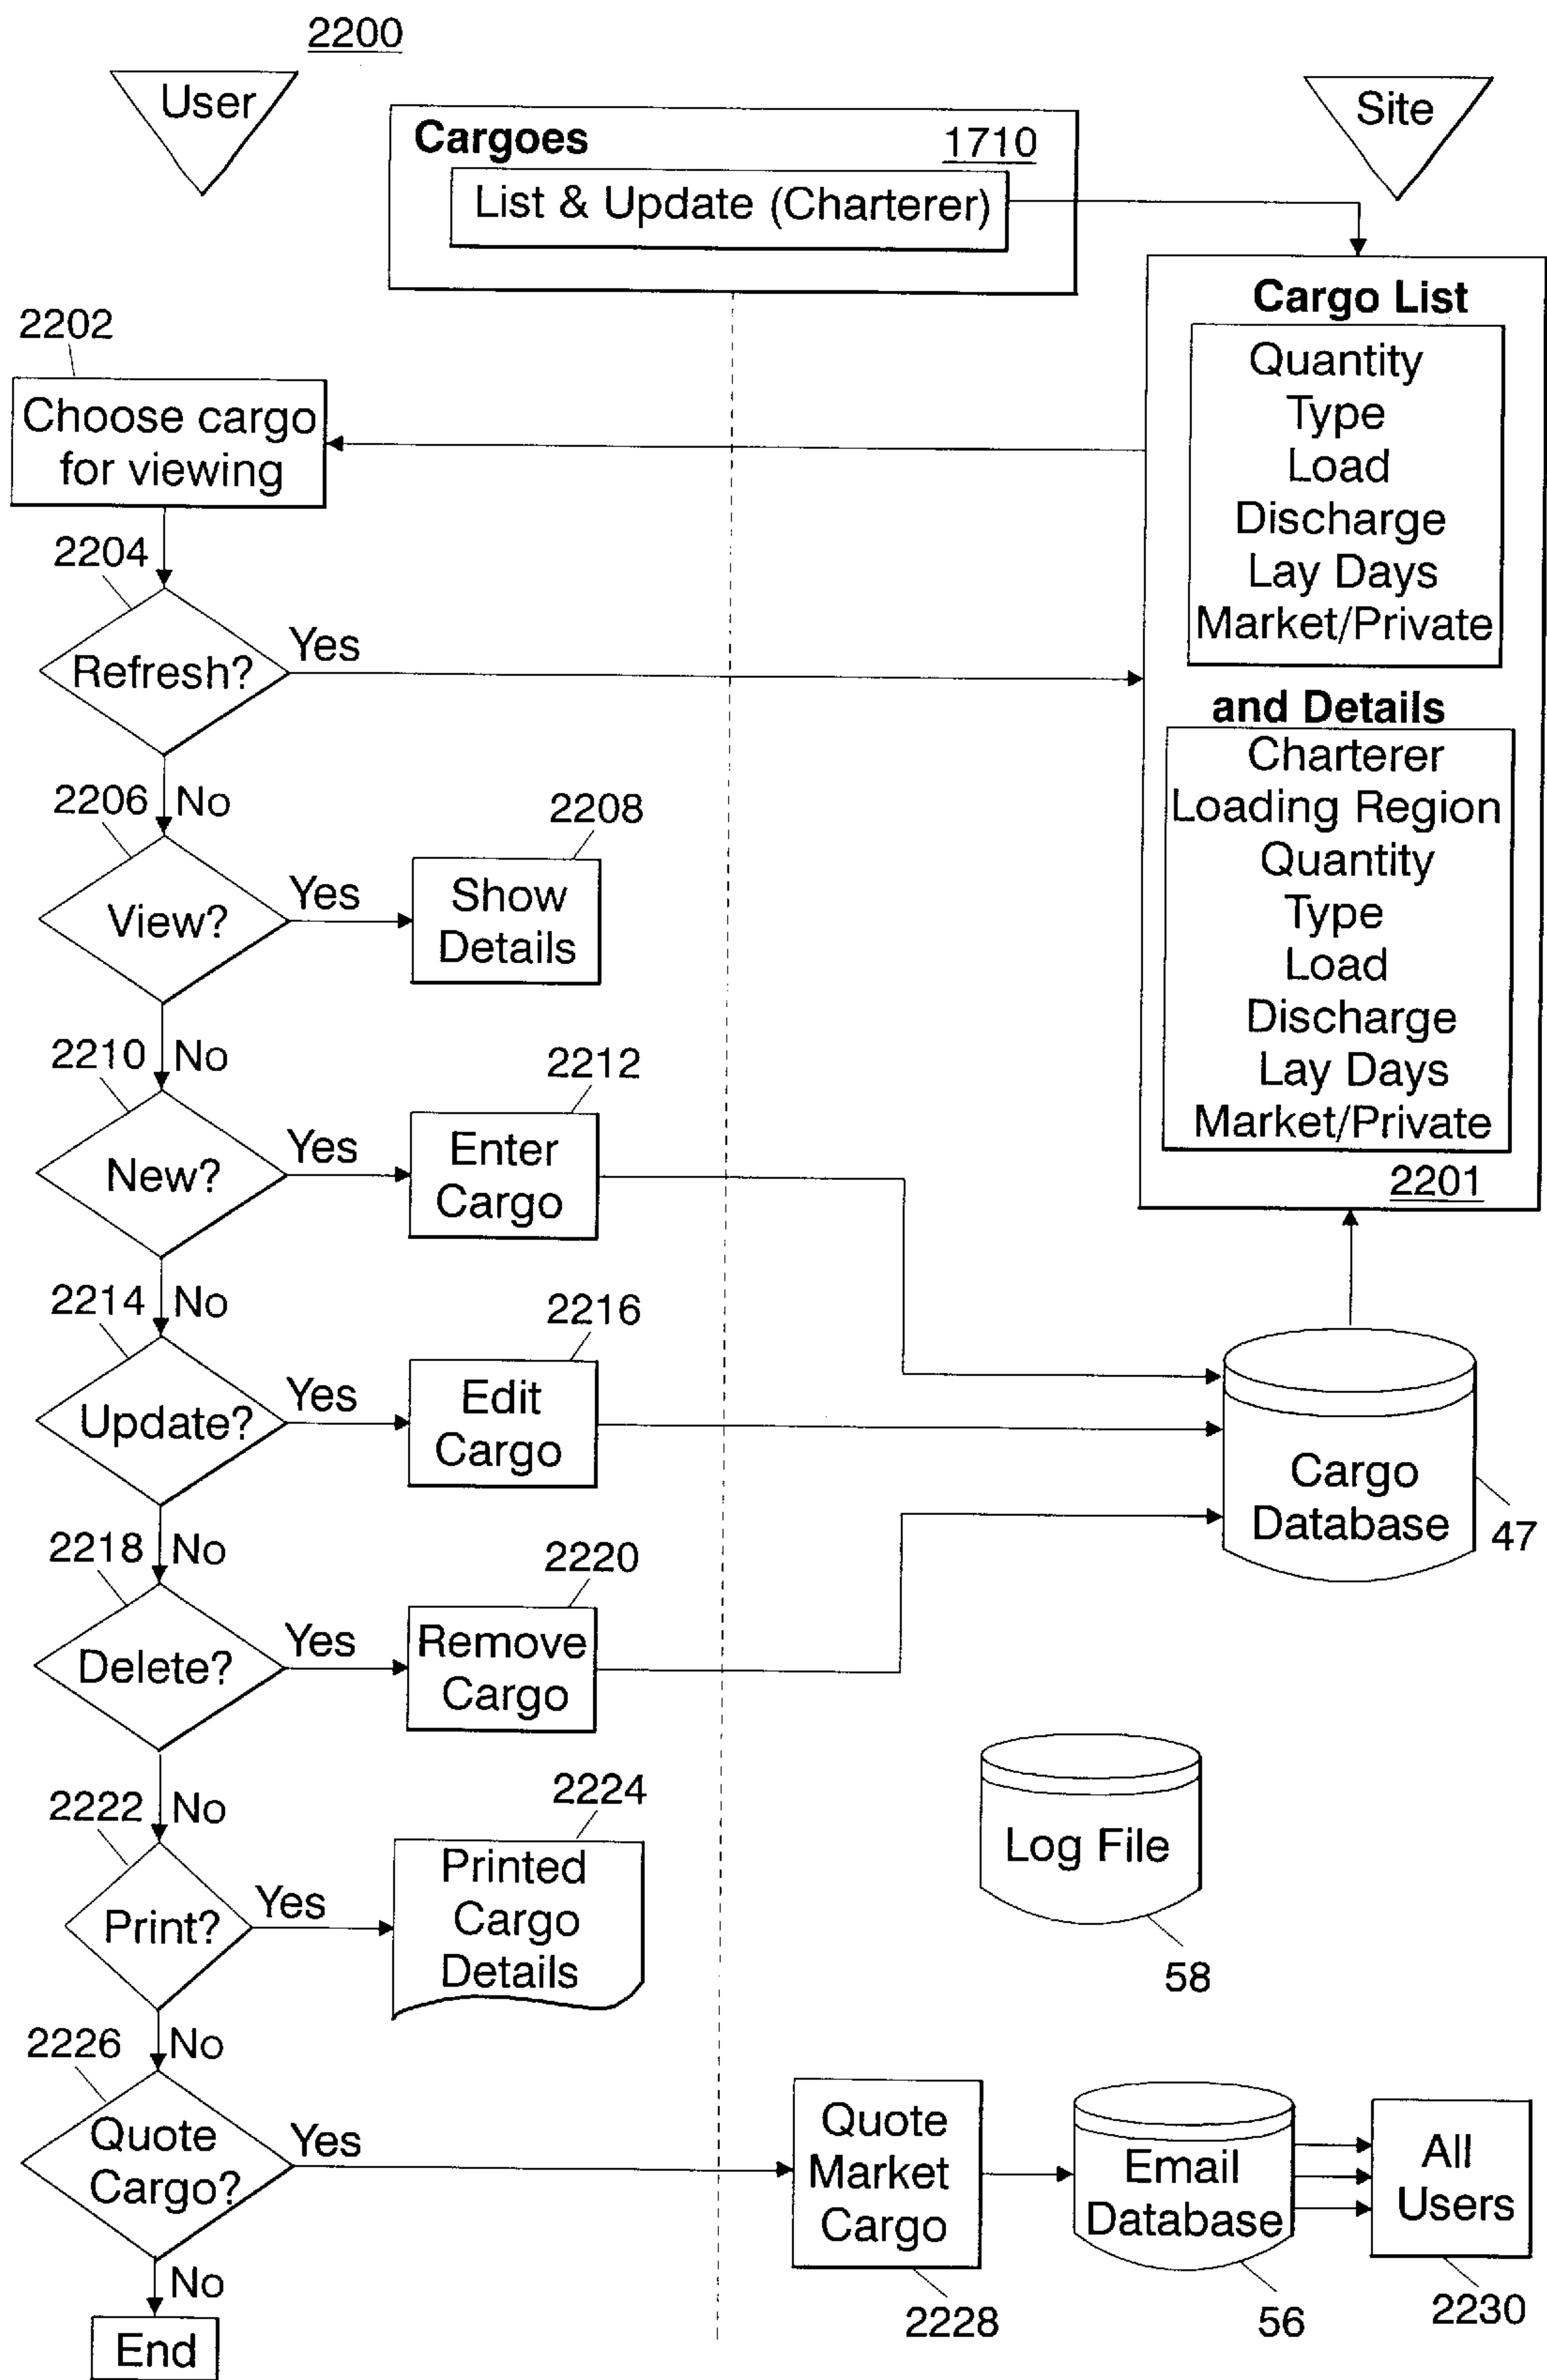 2200
User
Site
Cargoes
1710
List & Update (Charterer)
Cargo List
Quantity
Type
Load
Discharge
Lay Days
Market/Private
and Details
Charterer
Loading Region
Quantity
Type
Load
Discharge
Lay Days
Market/Private
2201
2202
Choose cargo
for viewing
2204
Refresh?
Yes
No
2206
View?
Yes
2208
Show
Details
No
2210
New?
Yes
2212
Enter
Cargo
No
2214
Update?
Yes
2216
Edit
Cargo
Cargo
Database
47
No
2218
Delete?
Yes
2220
Remove
Cargo
No
2222
Print?
Yes
2224
Printed
Cargo
Details
Log File
58
No
2226
Quote
Cargo?
Yes
Quote
Market
Cargo
2228
Email
Database
56
All
Users
2230
No
End